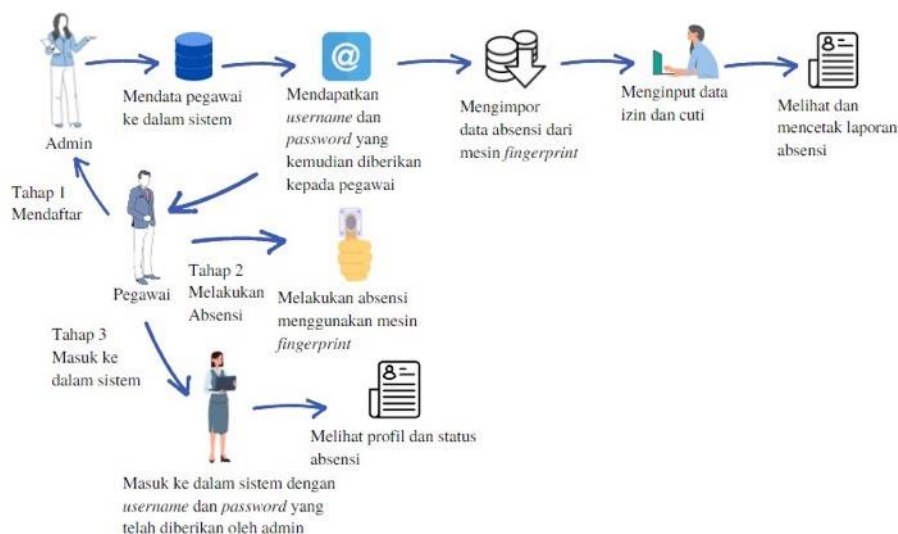 Admin
Mendata pegawai
ke dalam sistem
Mendapatkan
username dan
password yang
kemudian diberikan
kepada pegawai
Mengimpor
data absensi dari
mesin fingerprint
Menginput data
izin dan cuti
Melihat dan
mencetak laporan
absensi
Tahap 1
Mendaftar
Pegawai
Tahap 2
Melakukan
Absensi
Melakukan absensi
menggunakan mesin
fingerprint
Tahap 3
Masuk ke
dalam sistem
Masuk ke dalam sistem dengan
username dan password yang
telah diberikan oleh admin
Melihat profil dan status
absensi